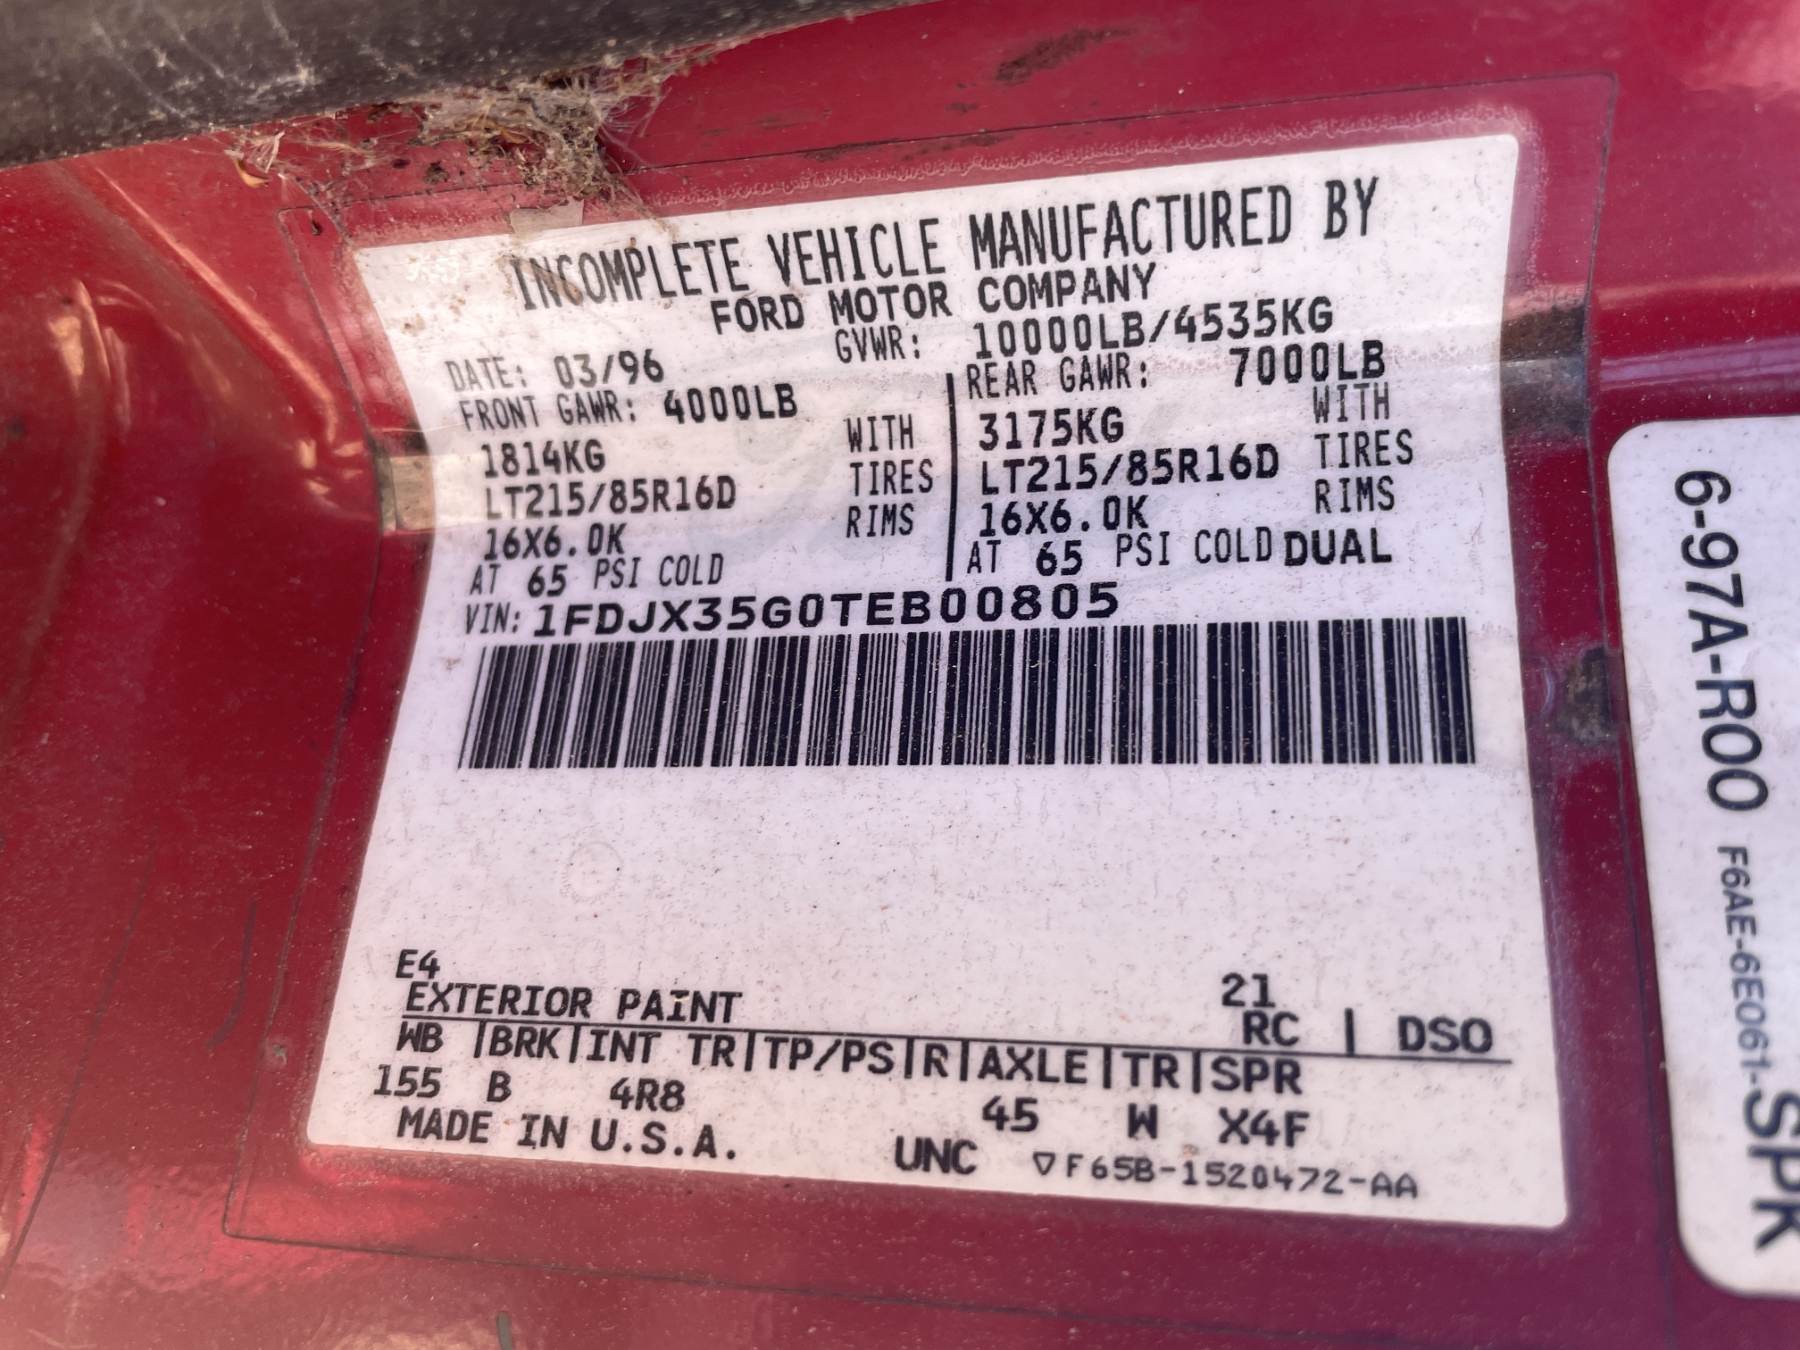 INCOMPLETE VEHICLE MANUFACTURED BY
FORD MOTOR COMPANY
DATE: 03/96 GVWR: 10000LB/4535KG
FRONT GAWR: 4000LB REAR GAWR: 7000LB
1814KG WITH 3175KG WITH
LT215/85R16D TIRES LT215/85R16D TIRES
16X6.0K RIMS 16X6.0K RIMS
AT 65 PSI COLD AT 65 PSI COLD DUAL
VIN: 1FDJX35G0TEB00805
E4 21
EXTERIOR PAINT RC | DSO
WB |BRK|INT TR|TP/PS|R|AXLE|TR|SPR
155 B 4R8 45 W X4F
MADE IN U.S.A. UNC ▽F65B-1520472-AA
6-97A-R00
F6AE-6E061-SPK